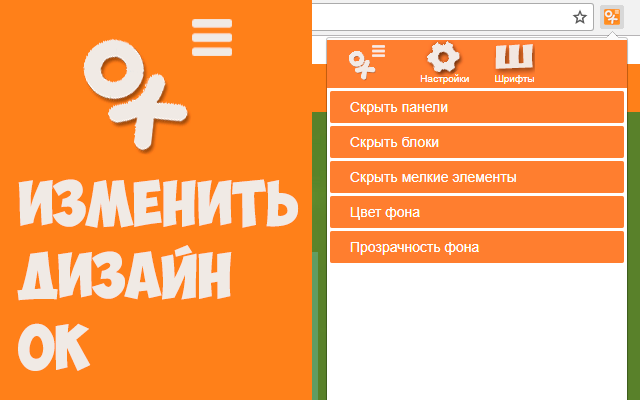 ИЗМЕНИТЬ
ДИЗАЙН
ОК
Настройки
Ш
Шрифты
Скрыть панели
Скрыть блоки
Скрыть мелкие элементы
Цвет фона
Прозрачность фона